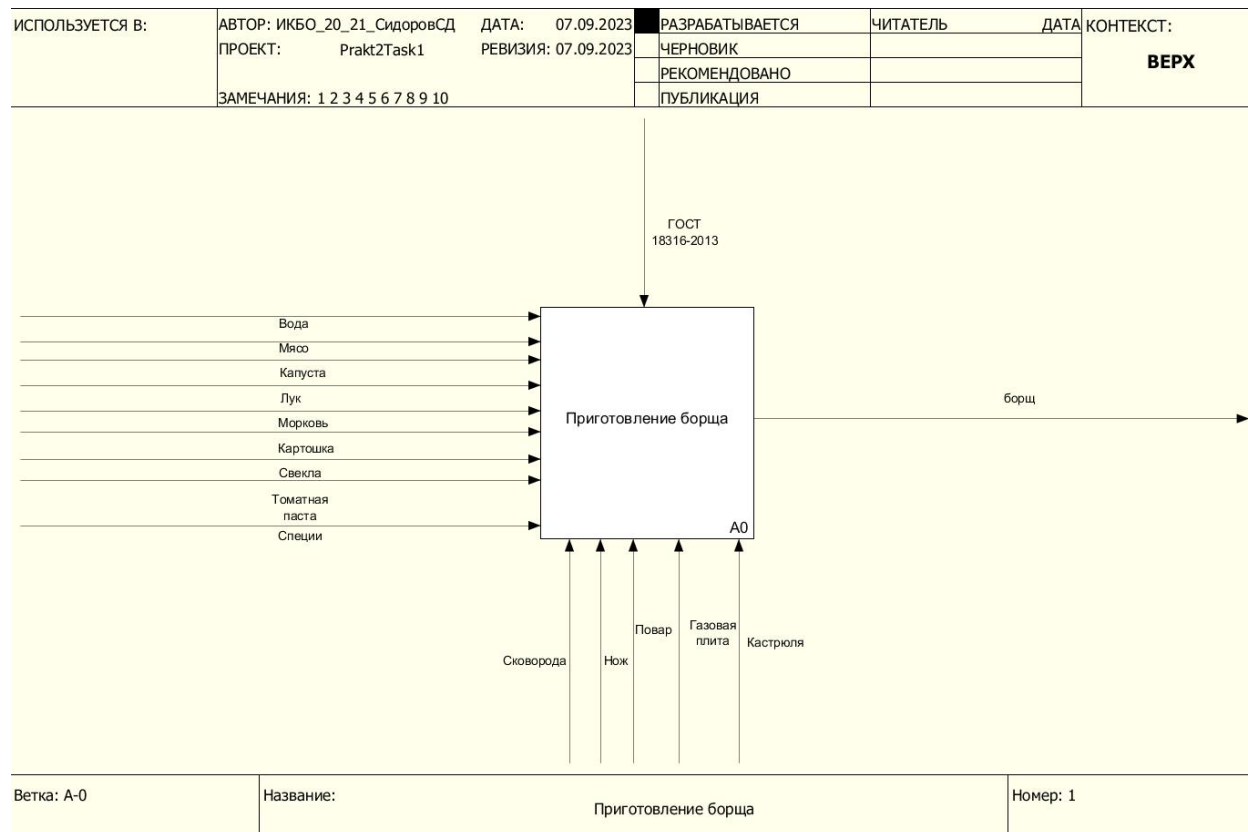 ИСПОЛЬЗУЕТСЯ В:
АВТОР: ИКБО_20_21_СидоровСД ДАТА: 07.09.2023
ПРОЕКТ: Prakt2Task1 РЕВИЗИЯ: 07.09.2023
ЗАМЕЧАНИЯ: 1 2 3 4 5 6 7 8 9 10
РАЗРАБАТЫВАЕТСЯ
ЧЕРНОВИК
РЕКОМЕНДОВАНО
ПУБЛИКАЦИЯ
ЧИТАТЕЛЬ ДАТА
КОНТЕКСТ:
ВЕРХ
ГОСТ
18316-2013
Вода
Мясо
Капуста
Лук
Морковь
Картошка
Свекла
Томатная
паста
Специи
Приготовление борща
A0
борщ
Сковорода
Нож
Повар
Газовая
плита
Кастрюля
Ветка: A-0
Название:
Приготовление борща
Номер: 1